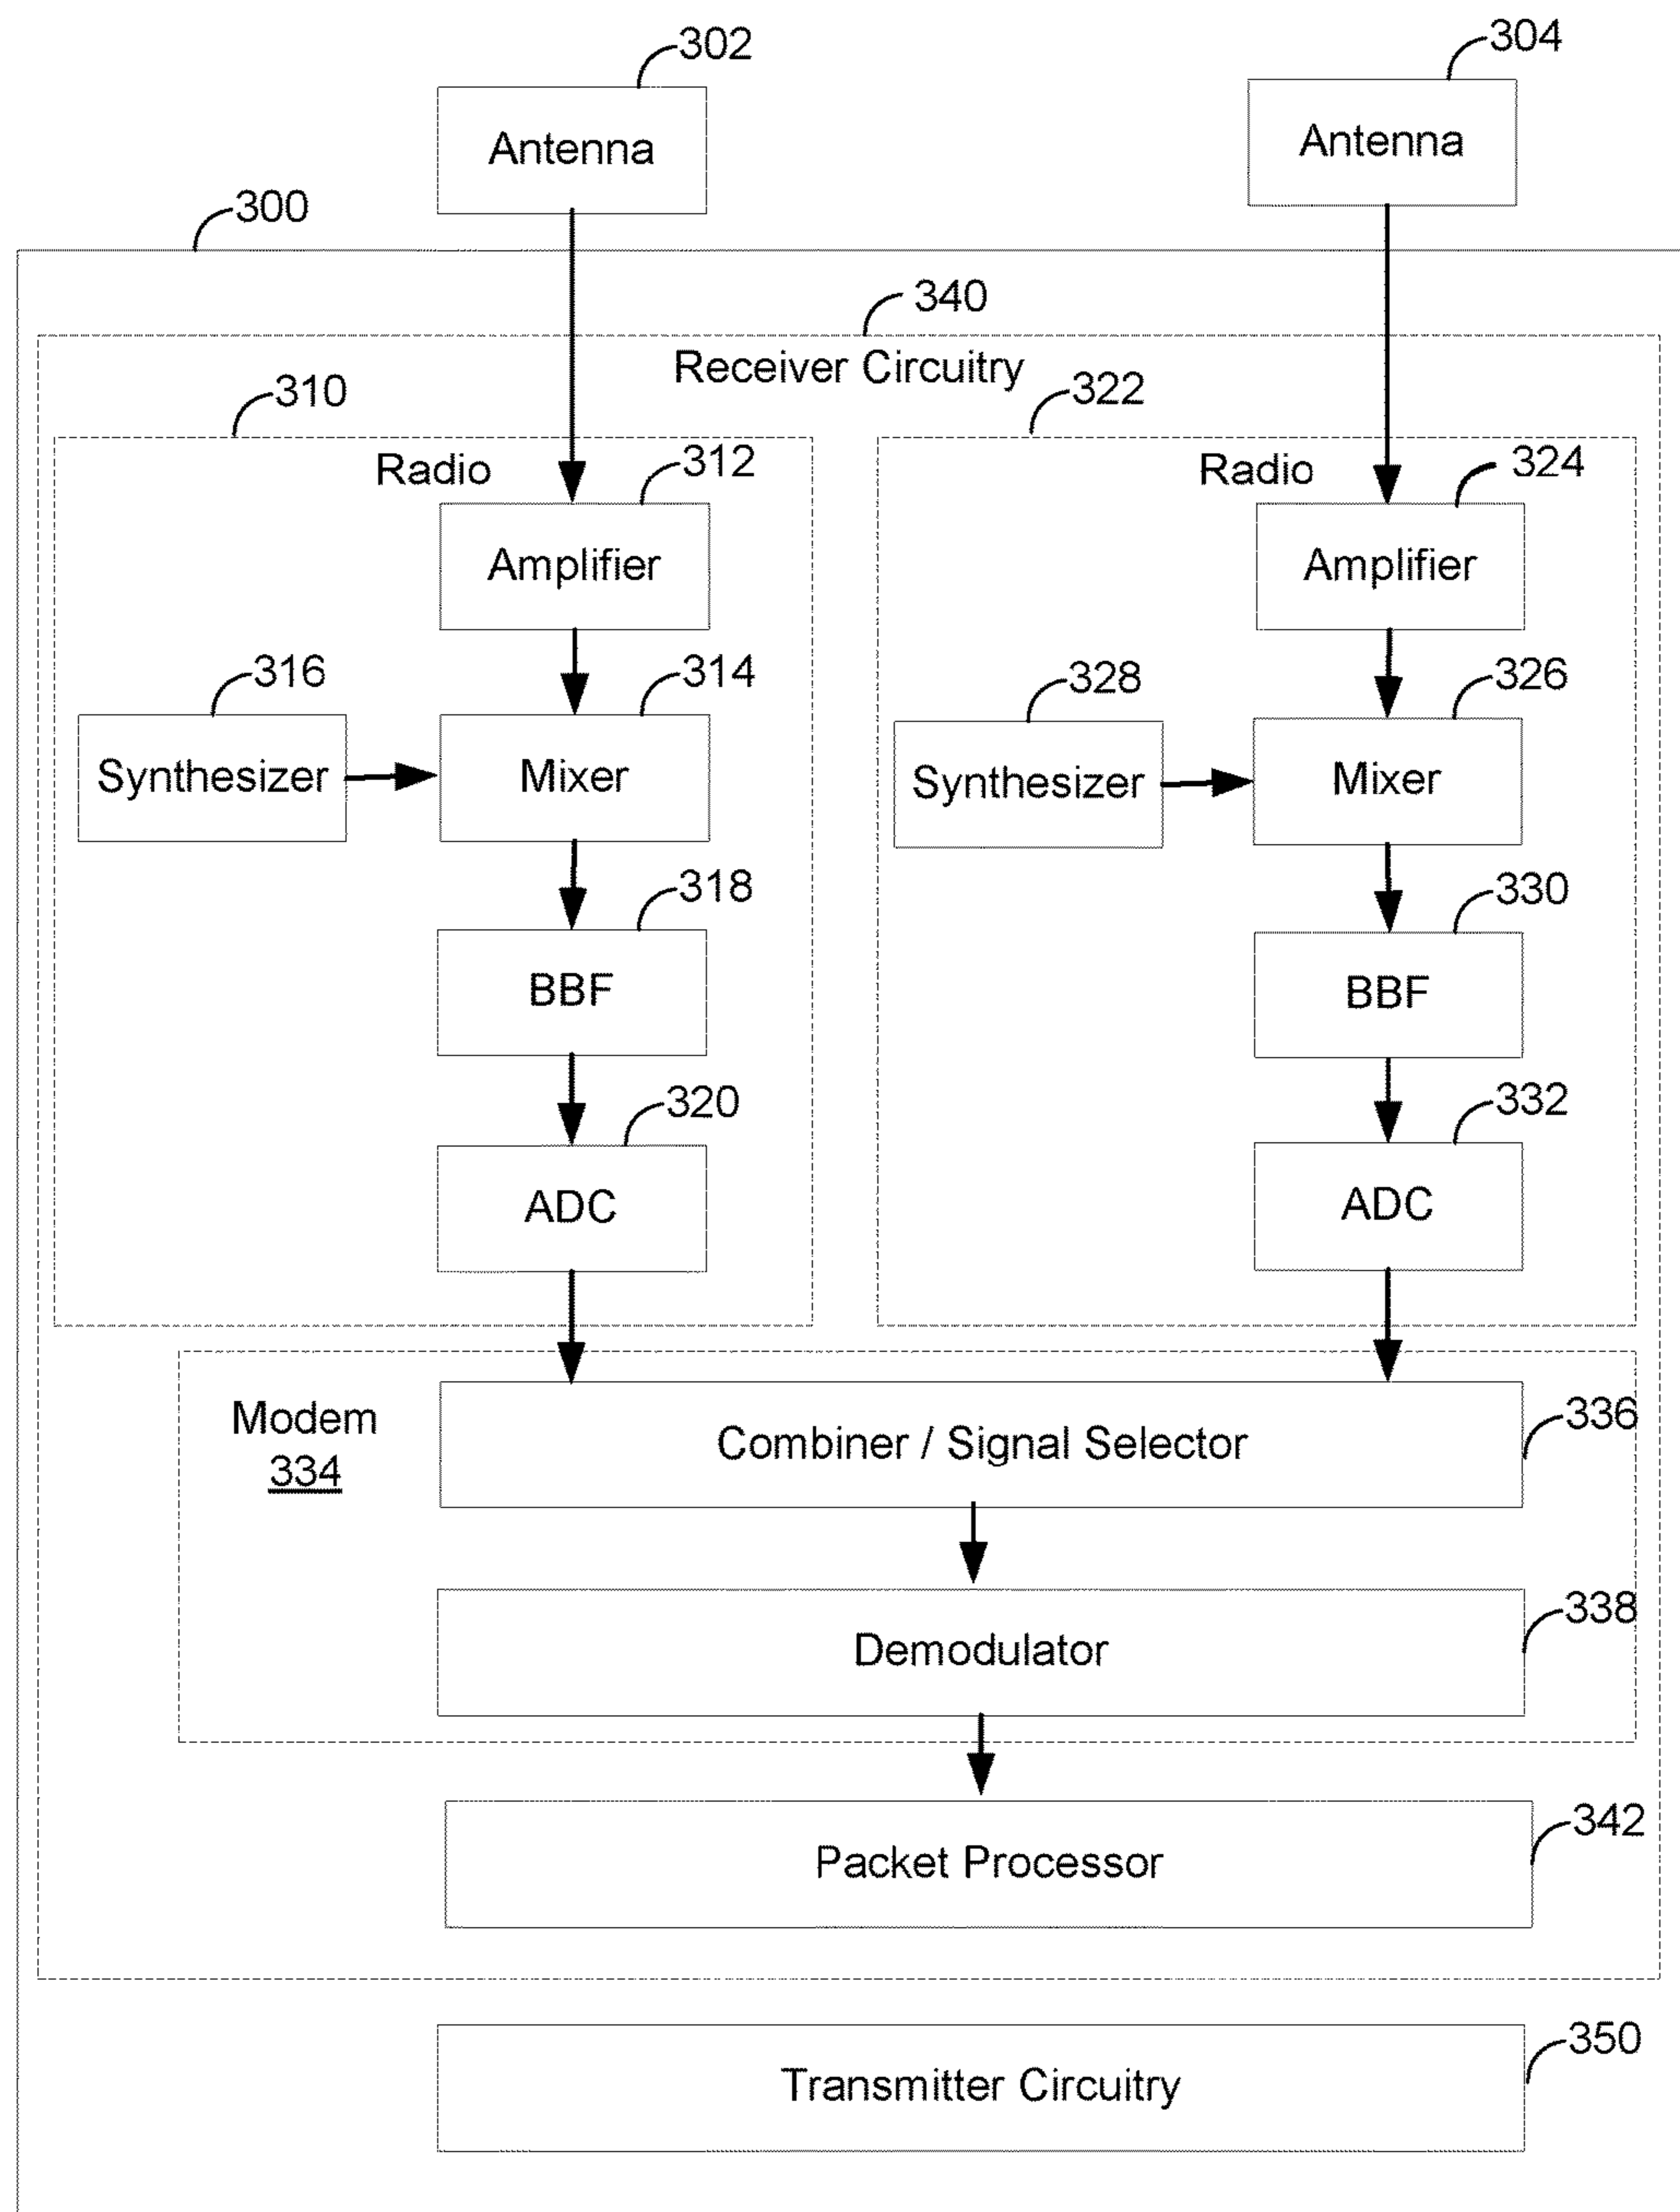 302
304
Antenna
Antenna
300
340
Receiver Circuitry
310
322
Radio
312
Radio
324
Amplifier
Amplifier
316
314
328
326
Synthesizer
Mixer
Synthesizer
Mixer
318
330
BBF
BBF
320
332
ADC
ADC
Modem
334
Combiner / Signal Selector
336
Demodulator
338
Packet Processor
342
Transmitter Circuitry
350